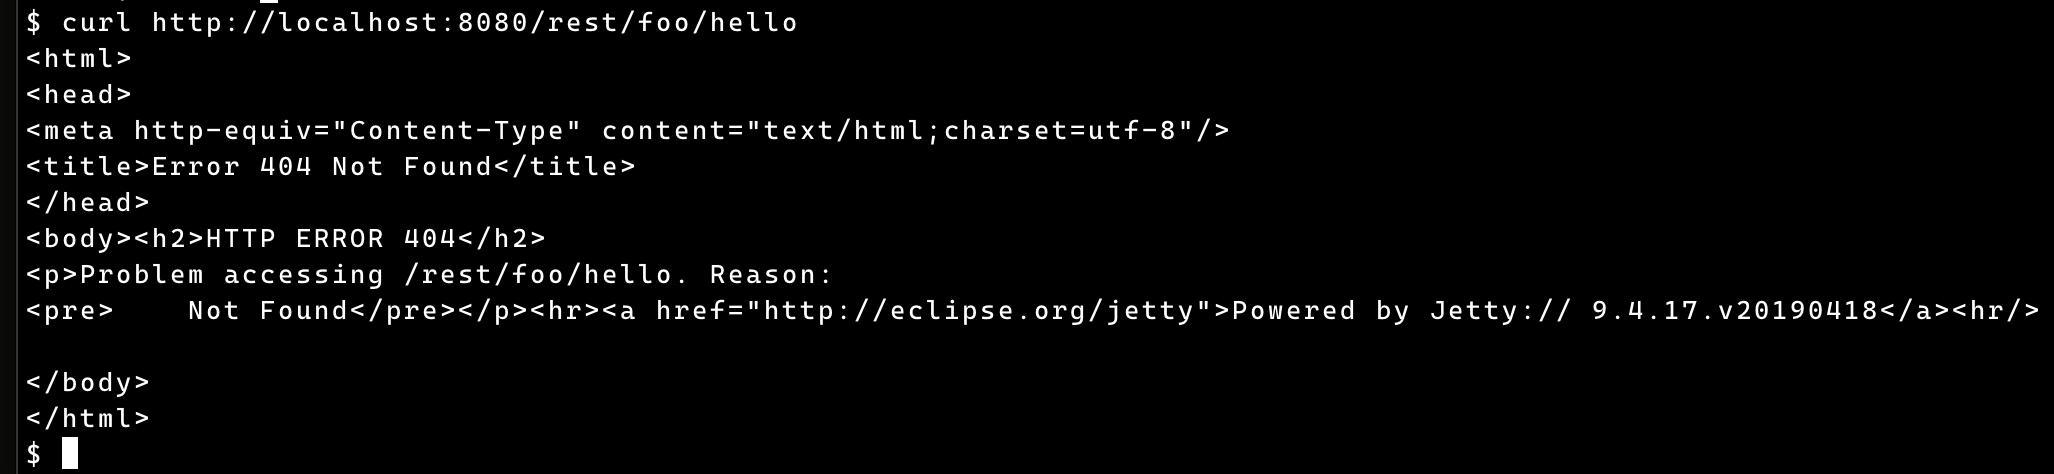 $ curl http://localhost:8080/rest/foo/hello
<html>
<head>
<meta http-equiv="Content-Type" content="text/html;charset=utf-8"/>
<title>Error 404 Not Found</title>
</head>
<body><h2>HTTP ERROR 404</h2>
<p>Problem accessing /rest/foo/hello. Reason:
<pre>    Not Found</pre></p><hr><a href="http://eclipse.org/jetty">Powered by Jetty:// 9.4.17.v20190418</a><hr/>

</body>
</html>
$